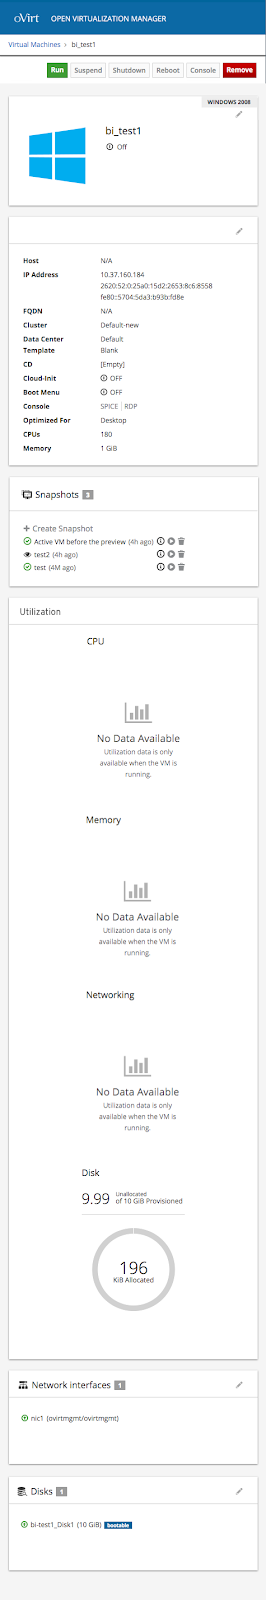 oVirt OPEN VIRTUALIZATION MANAGER
Virtual Machines > bi_test1
Run Suspend Shutdown Reboot Console Remove
WINDOWS 2008
bi_test1
Off
Host N/A
IP Address 10.37.160.184
2620:52:0:25a0:15d2:2653:8c6:8558
fe80::5704:5da3:b93b:fd8e
FQDN N/A
Cluster Default-new
Data Center Default
Template Blank
CD [Empty]
Cloud-Init OFF
Boot Menu OFF
Console SPICE | RDP
Optimized For Desktop
CPUs 180
Memory 1 GiB
Snapshots 3
+ Create Snapshot
Active VM before the preview (4h ago)
test2 (4h ago)
test (4M ago)
Utilization
CPU
No Data Available
Utilization data is only
available when the VM is
running.
Memory
No Data Available
Utilization data is only
available when the VM is
running.
Networking
No Data Available
Utilization data is only
available when the VM is
running.
Disk
9.99 Unallocated
of 10 GiB Provisioned
196
KiB Allocated
Network interfaces 1
nic1 (ovirtmgmt/ovirtmgmt)
Disks 1
bi-test1_Disk1 (10 GiB) bootable